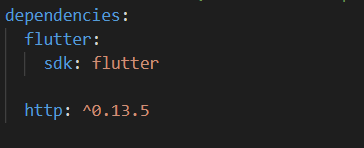 dependencies:
  flutter:
    sdk: flutter
  http: ^0.13.5